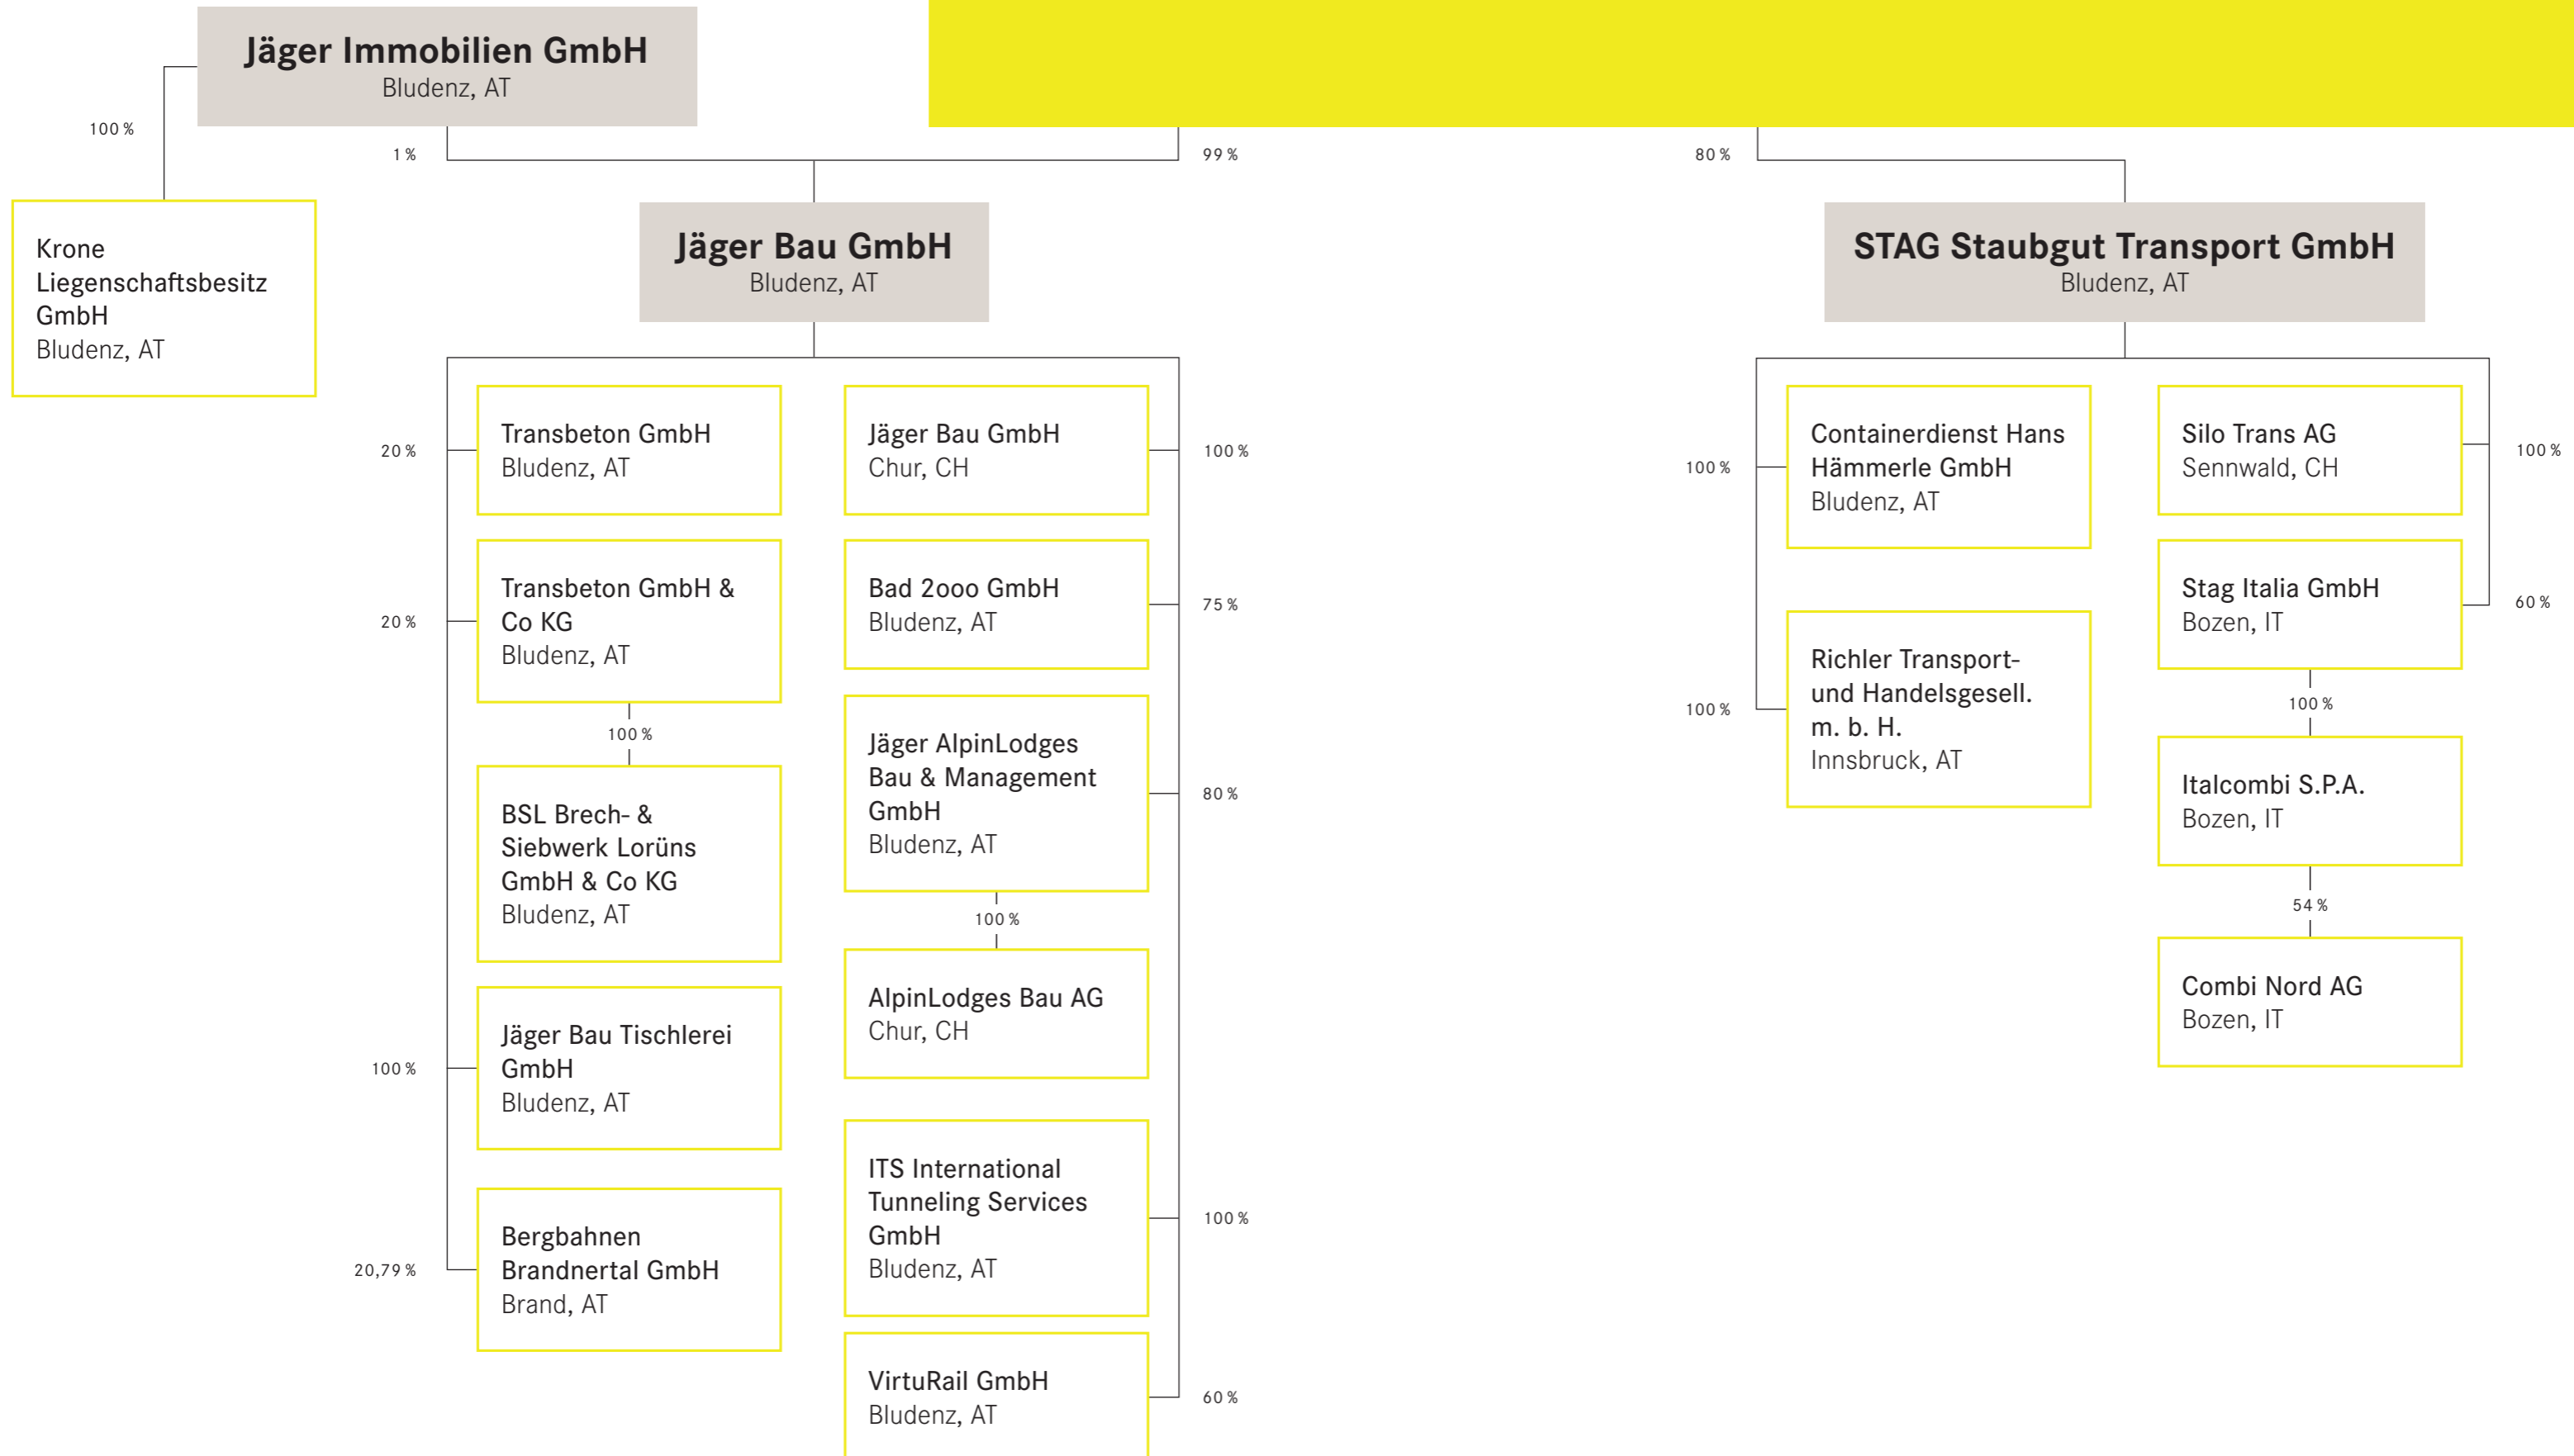 Jäger Immobilien GmbH
Bludenz, AT
100 %
1 %
99 %
80 %
Krone
Liegenschaftsbesitz
GmbH
Bludenz, AT
Jäger Bau GmbH
Bludenz, AT
20 %
Transbeton GmbH
Bludenz, AT
20 %
Transbeton GmbH &
Co KG
Bludenz, AT
100 %
BSL Brech- &
Siebwerk Lorüns
GmbH & Co KG
Bludenz, AT
100 %
Jäger Bau Tischlerei
GmbH
Bludenz, AT
20,79 %
Bergbahnen
Brandnertal GmbH
Brand, AT
Jäger Bau GmbH
Chur, CH
100 %
Bad 2ooo GmbH
Bludenz, AT
75 %
Jäger AlpinLodges
Bau & Management
GmbH
Bludenz, AT
80 %
100 %
AlpinLodges Bau AG
Chur, CH
ITS International
Tunneling Services
GmbH
Bludenz, AT
100 %
VirtuRail GmbH
Bludenz, AT
60 %
STAG Staubgut Transport GmbH
Bludenz, AT
100 %
Containerdienst Hans
Hämmerle GmbH
Bludenz, AT
100 %
Richler Transport-
und Handelsgesell.
m. b. H.
Innsbruck, AT
Silo Trans AG
Sennwald, CH
100 %
Stag Italia GmbH
Bozen, IT
60 %
100 %
Italcombi S.P.A.
Bozen, IT
54 %
Combi Nord AG
Bozen, IT